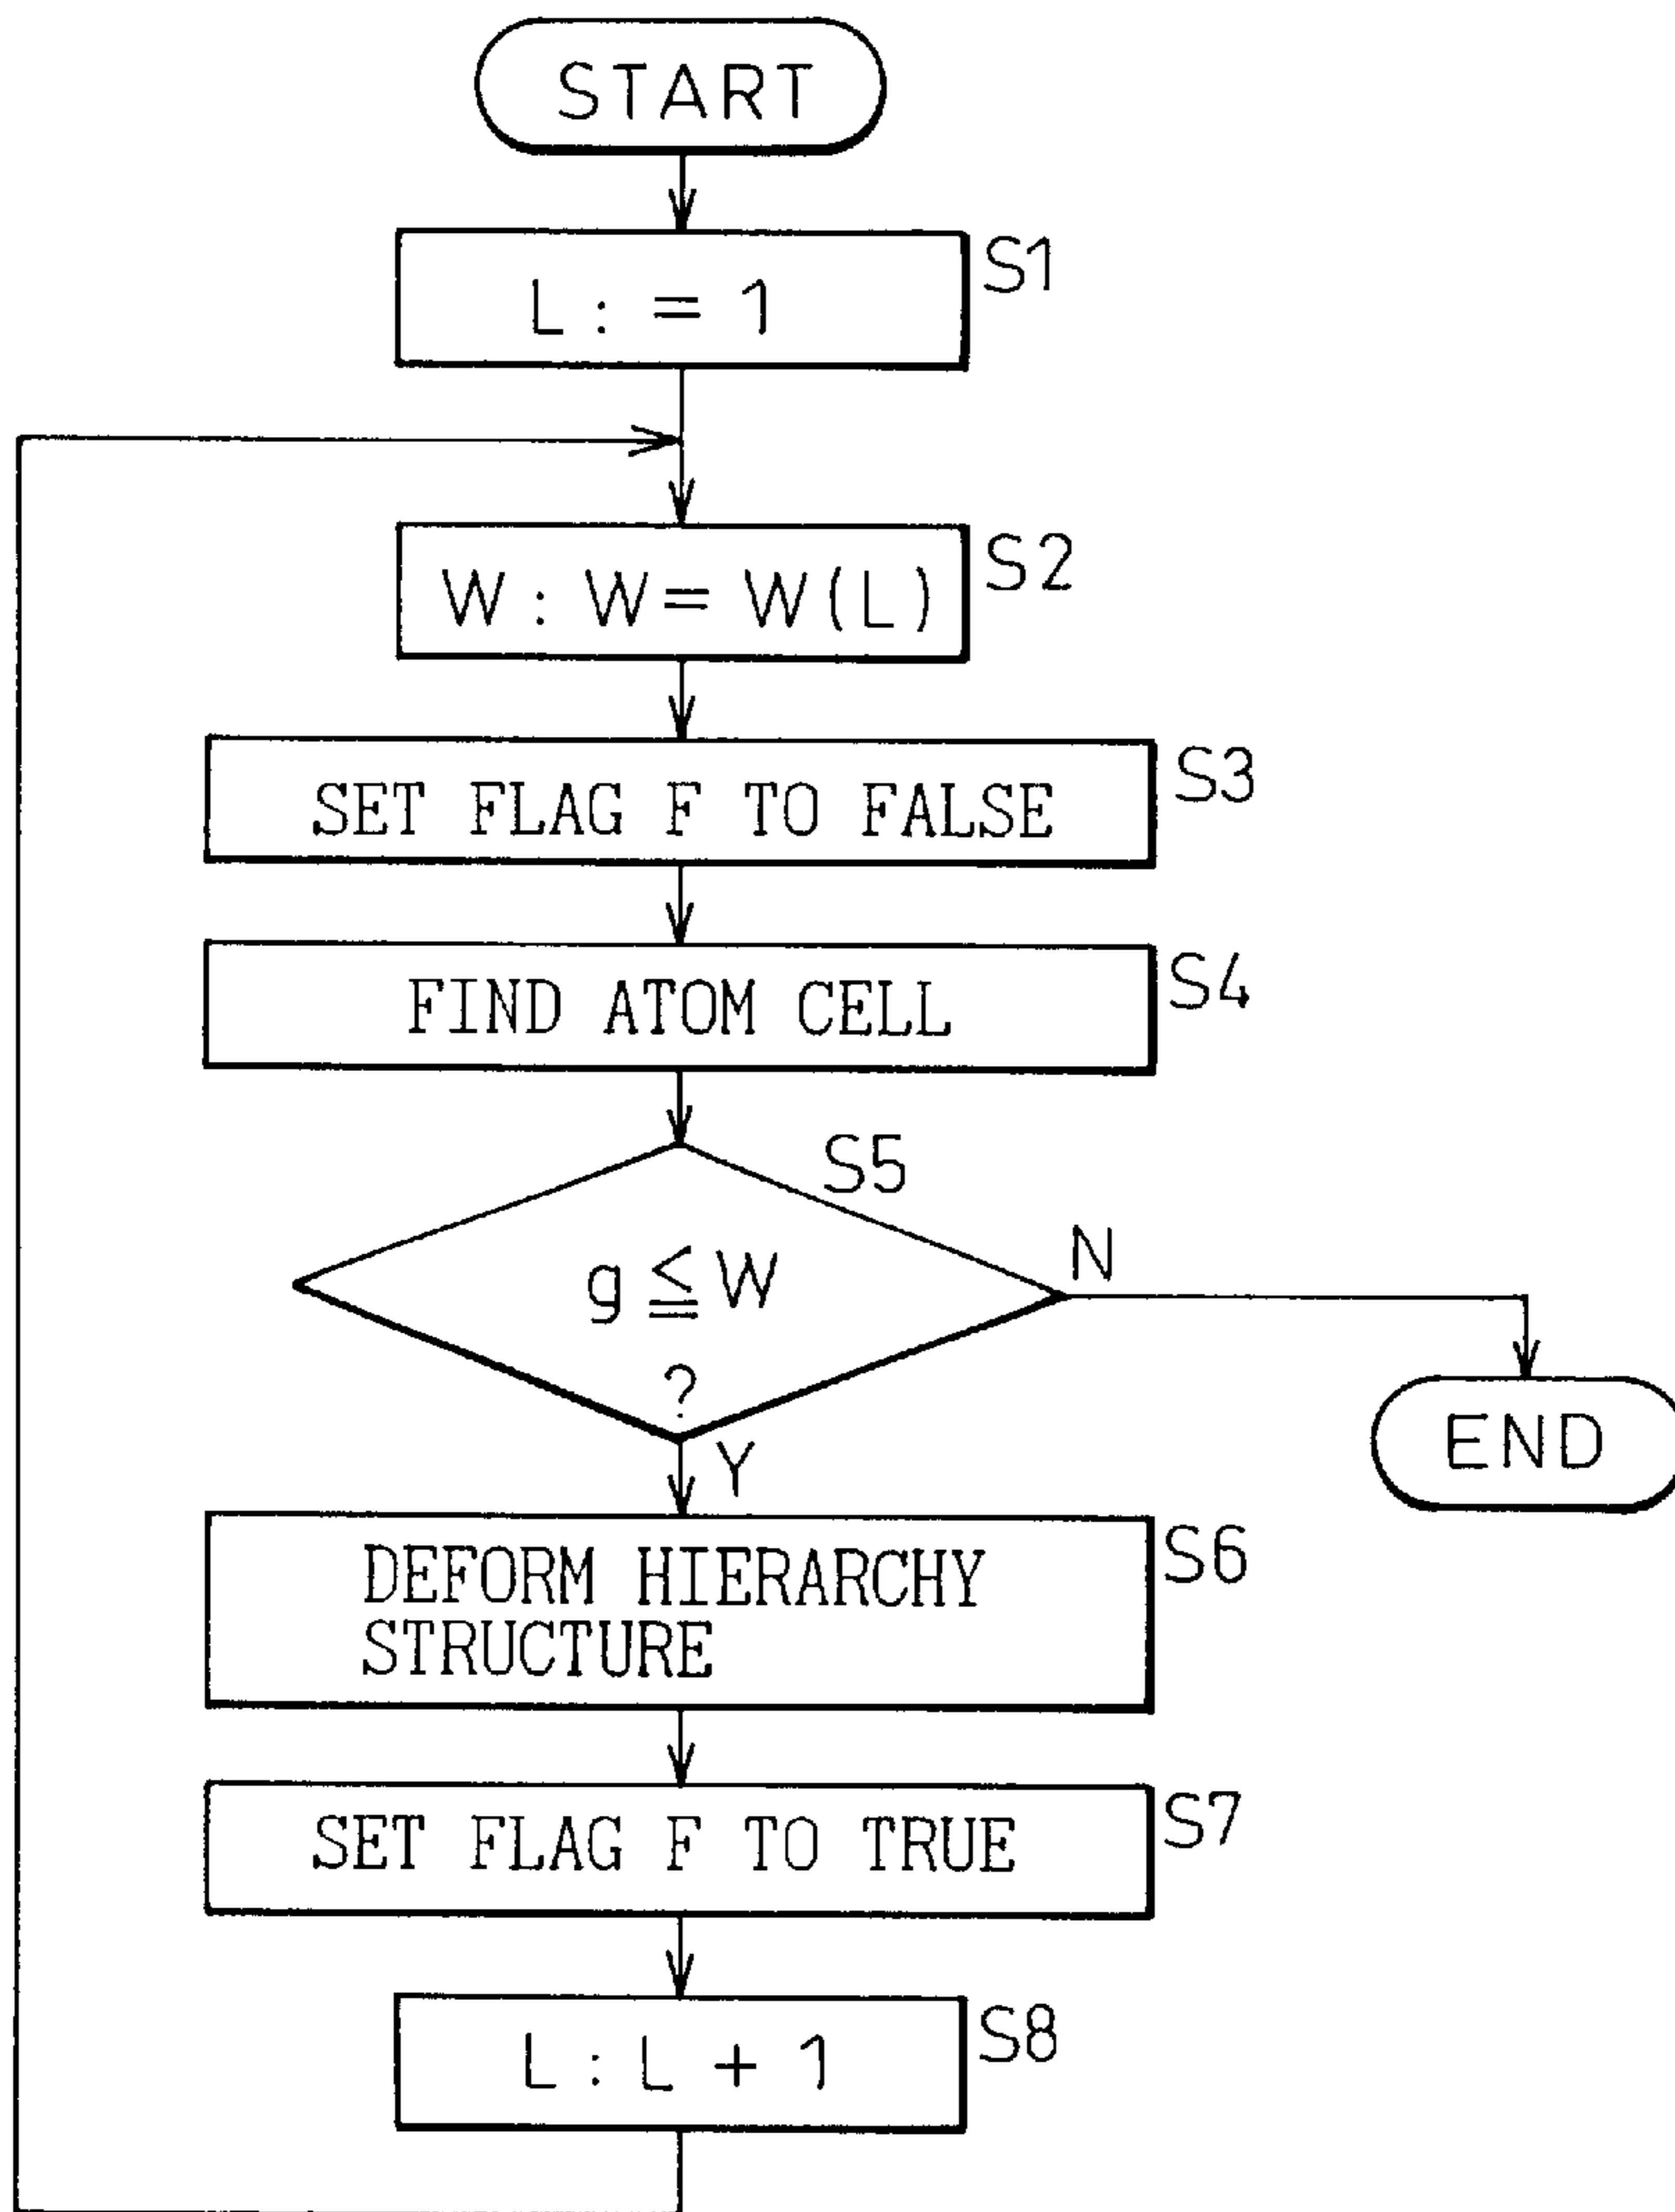 START
L : = 1
S1
W : W = W(L)
S2
SET FLAG F TO FALSE
S3
FIND ATOM CELL
S4
S5
g ≦ W
?
N
END
Y
DEFORM HIERARCHY
STRUCTURE
S6
SET FLAG F TO TRUE
S7
L : L + 1
S8